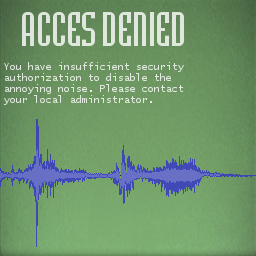 ACCES DENIED
You have insufficient security
authorization to disable the
annoying noise. Please contact
your local administrator.